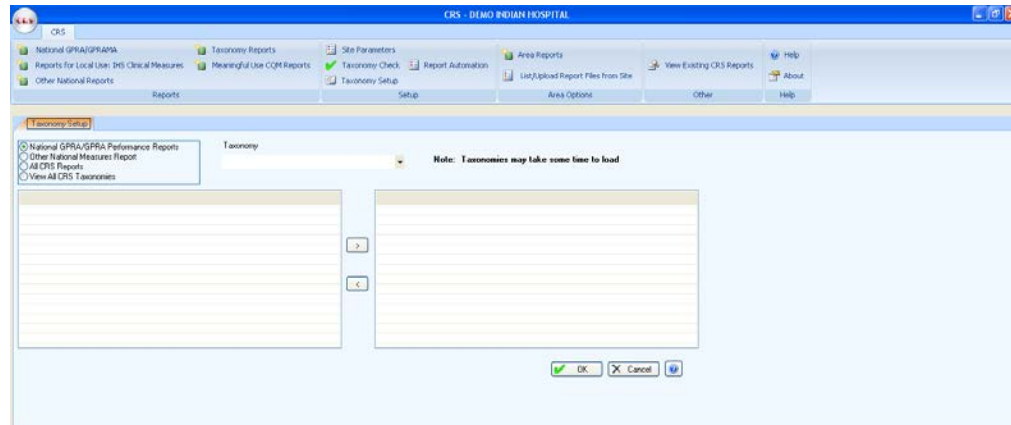 CRS - DEMO INDIAN HOSPITAL
CRS
National GPRA/GPRAMA
Reports for Local Use: IHS Clinical Measures
Other National Reports
Taxonomy Reports
Meaningful Use CQM Reports
Reports
Site Parameters
Taxonomy Check
Report Automation
Taxonomy Setup
Setup
Area Reports
List/Upload Report Files from Site
Area Options
View Existing CRS Reports
Other
Help
About
Help
Taxonomy Setup
National GPRA/GPRA Performance Reports
Other National Measures Report
All CRS Reports
View All CRS Taxonomies
Taxonomy
Note: Taxonomies may take some time to load
>
<
OK
Cancel